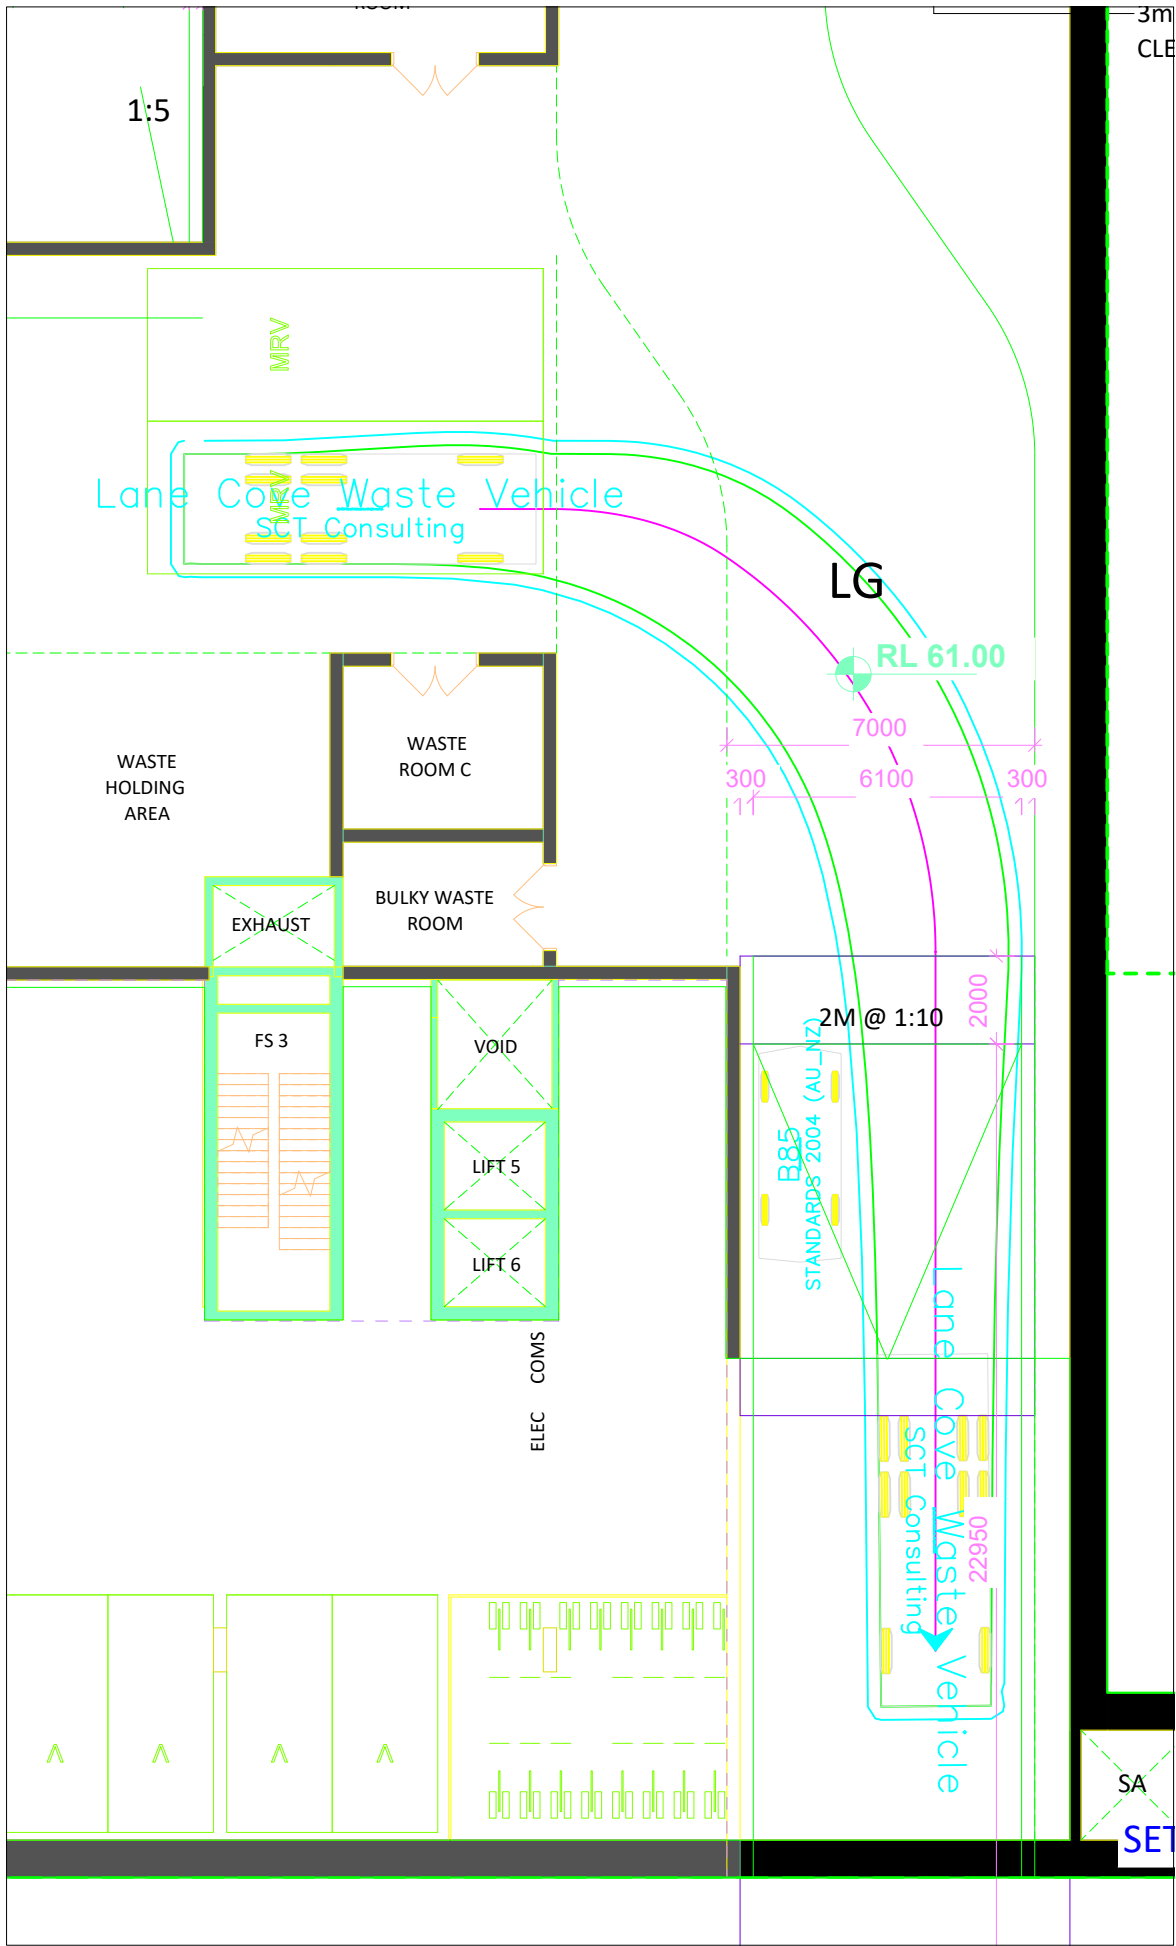 3m
CLE
1:5
MRV
MRV
Lane Cove Waste Vehicle
SCT Consulting
LG
RL 61.00
7000
300
6100
300
WASTE
HOLDING
AREA
WASTE
ROOM C
BULKY WASTE
ROOM
EXHAUST
2000
2M @ 1:10
FS 3
VOID
B85
STANDARDS 2004 (AU_NZ)
LIFT 5
LIFT 6
ELEC COMS
Lane Cove Waste Vehicle
SCT Consulting
22950
SA
SET